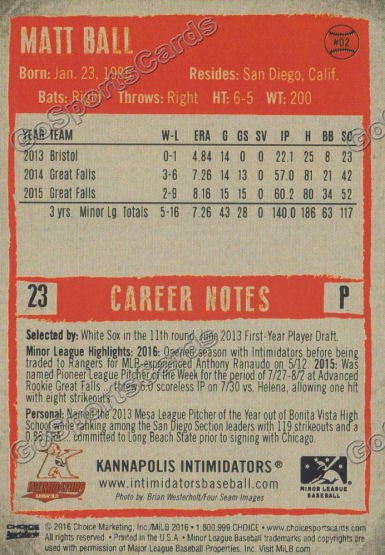 MATT BALL
#02
Born: Jan. 23, 1995 Resides: San Diego, Calif.
Bats: Right Throws: Right HT: 6-5 WT: 200
YEAR TEAM W-L ERA G GS SV IP H BB SO
2013 Bristol 0-1 4.84 14 0 0 22.1 25 8 23
2014 Great Falls 3-6 7.26 14 13 0 57.0 81 21 42
2015 Great Falls 2-9 8.16 15 15 0 60.2 80 34 52
3 yrs. Minor Lg. Totals 5-16 7.26 43 28 0 140.0 186 63 117
23 CAREER NOTES P
Selected by: White Sox in the 11th round, 2013 First-Year Player Draft.
Minor League Highlights: 2016: Opened season with Intimidators before being
traded to Rangers for MLB-experienced Anthony Ranaudo on 5/12. 2015:
Was named Pioneer League Pitcher of the Week for the period of 7/27-8/2 at Advanced
Rookie Great Falls ... threw 6.0 scoreless IP on 7/30 vs. Helena, allowing one hit
with eight strikeouts.
Personal: Named the 2013 Mesa League Pitcher of the Year out of Bonita Vista High
School while ranking among the San Diego Section leaders with 119 strikeouts and a
ERA ... committed to Long Beach State prior to signing with Chicago.
INTIMIDATORS
KANNAPOLIS
KANNAPOLIS INTIMIDATORS®
www.intimidatorsbaseball.com
Photo by: Brian Westerholt/Four Seam Images
MINOR LEAGUE
BASEBALL
CHOICE
© 2016 Choice Marketing, Inc./MiLB 2016 • 1.800.999.CHOICE • www.choicesportscards.com
All rights reserved. • Printed in the U.S.A. • Minor League Baseball trademarks and copyrights are
used with permission of Major League Baseball Properties, Inc. Visit MiLB.com
GoSportsCards